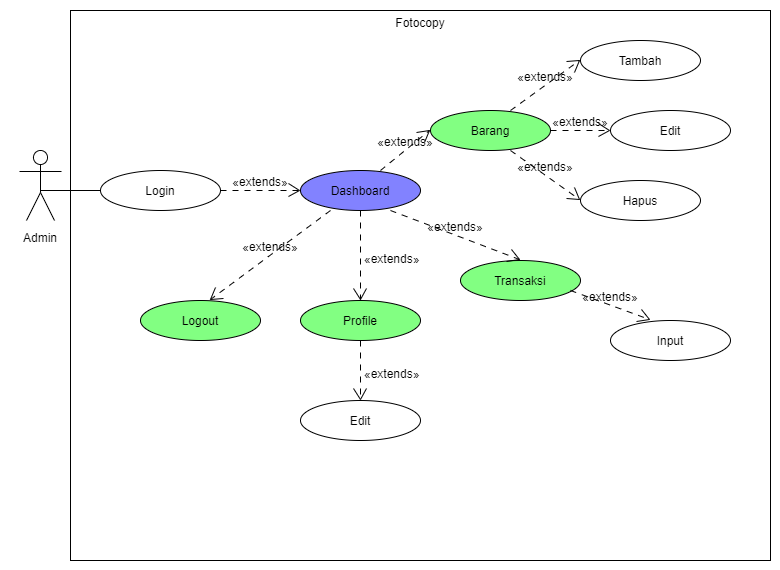 Fotocopy
Tambah
«extends»
Barang
«extends»
Edit
«extends»
«extends»
Admin
Login
«extends»
Dashboard
Hapus
«extends»
«extends»
«extends»
Transaksi
«extends»
Logout
Profile
Input
«extends»
Edit